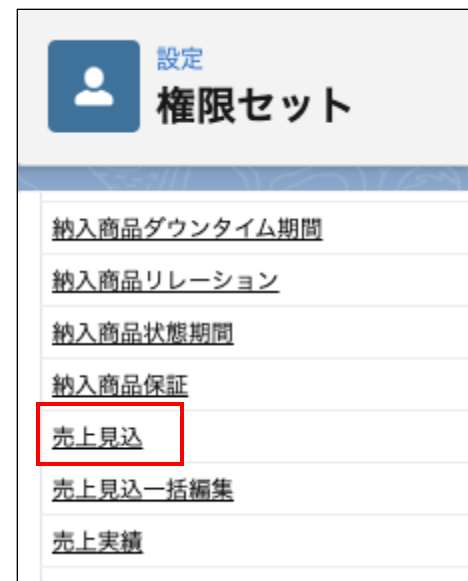 設定
権限セット
納入商品ダウンタイム期間
納入商品リレーション
納入商品状態期間
納入商品保証
売上見込
売上見込一括編集
売上実績